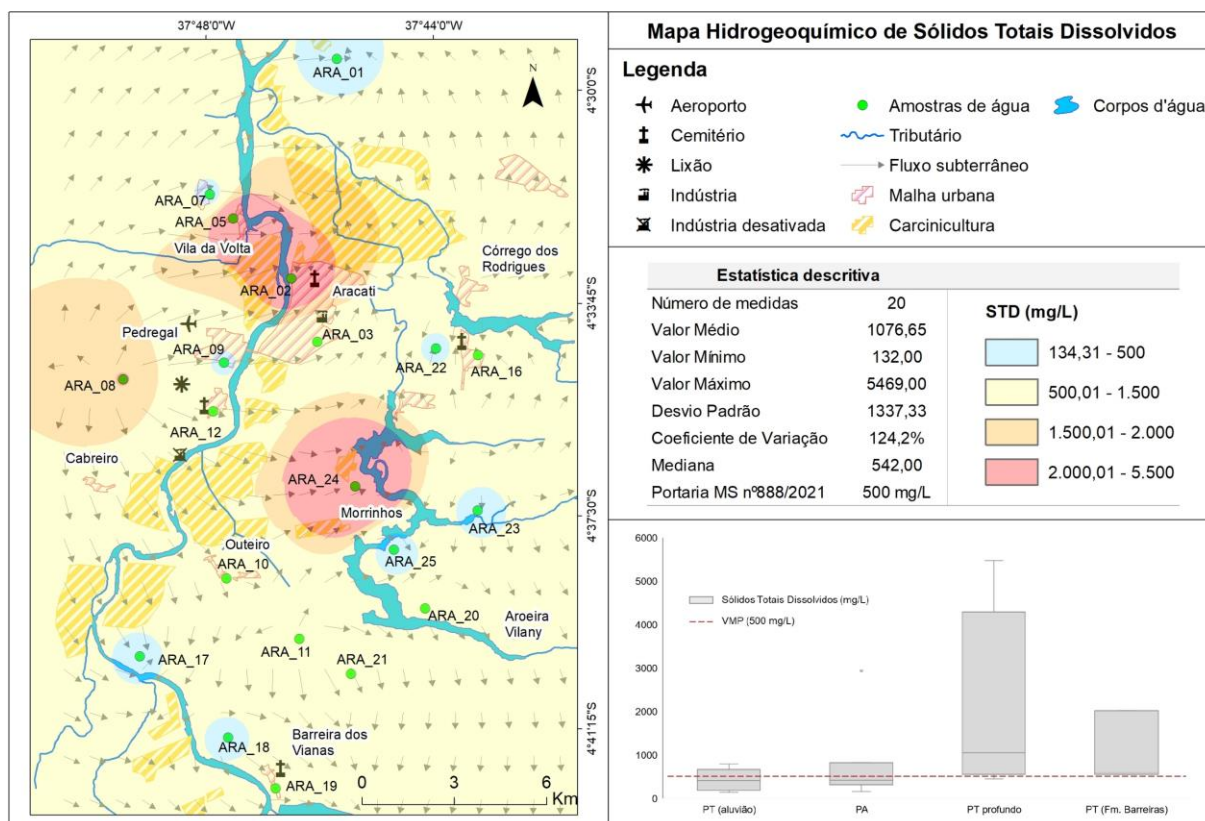 37°48'0"W
37°44'0"W
4°30'0"S
4°33'45"S
4°37'30"S
4°41'15"S
N
ARA_01
ARA_07
ARA_05
Vila da Volta
Córrego dos
Rodrigues
ARA_02
Aracati
Pedregal
ARA_03
ARA_09
ARA_22
ARA_16
ARA_08
ARA_12
Cabreiro
ARA_24
Morrinhos
ARA_23
Outeiro
ARA_25
ARA_10
ARA_20
Aroeira
Vilany
ARA_11
ARA_21
ARA_17
ARA_18
Barreira dos
Vianas
ARA_19
0 3 6
Km
Mapa Hidrogeoquímico de Sólidos Totais Dissolvidos
Legenda
Aeroporto
Cemitério
Lixão
Indústria
Indústria desativada
Amostras de água
Tributário
Fluxo subterrâneo
Malha urbana
Carcinicultura
Corpos d'água
Estatística descritiva
Número de medidas 20
Valor Médio 1076,65
Valor Mínimo 132,00
Valor Máximo 5469,00
Desvio Padrão 1337,33
Coeficiente de Variação 124,2%
Mediana 542,00
Portaria MS nº888/2021 500 mg/L
STD (mg/L)
134,31 - 500
500,01 - 1.500
1.500,01 - 2.000
2.000,01 - 5.500
6000
5000
4000
3000
2000
1000
0
Sólidos Totais Dissolvidos (mg/L)
VMP (500 mg/L)
PT (aluvião) PA PT profundo PT (Fm. Barreiras)